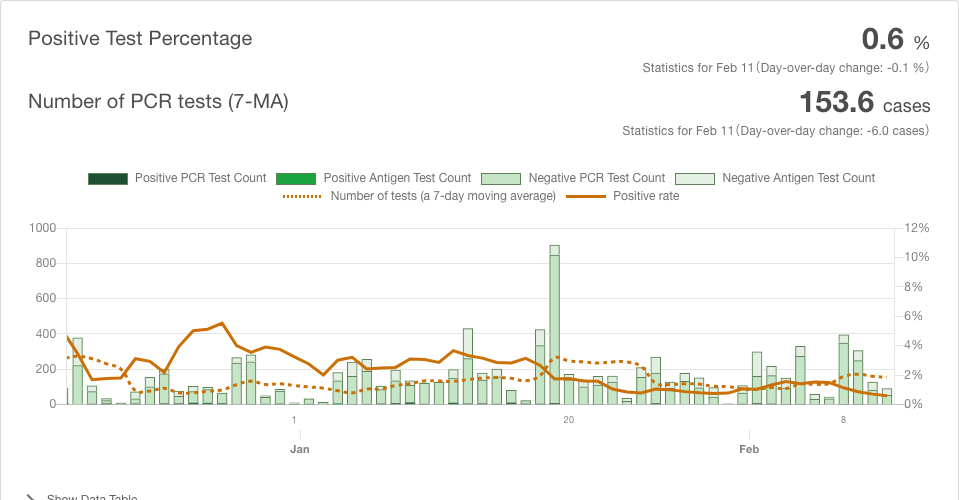 Positive Test Percentage
0.6 %
Statistics for Feb 11 (Day-over-day change: -0.1 %)
Number of PCR tests (7-MA)
153.6 cases
Statistics for Feb 11 (Day-over-day change: -6.0 cases)
Positive PCR Test Count Positive Antigen Test Count Negative PCR Test Count Negative Antigen Test Count
Number of tests (a 7-day moving average) Positive rate
1000 12%
10%
800
8%
600
6%
400
4%
200 2%
0 0%
1 20 8
Jan Feb
Show Data Table